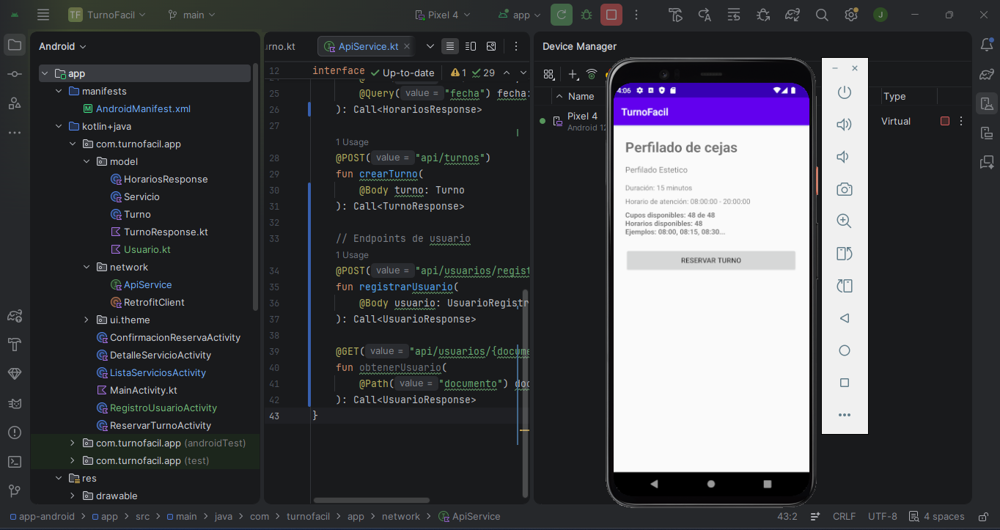 TF TurnoFacil main Pixel 4 app J
Android
urno.kt ApiService.kt
Device Manager
app
manifests
AndroidManifest.xml
kotlin+java
com.turnofacil.app
model
HorariosResponse
Servicio
Turno
TurnoResponse.kt
Usuario.kt
network
ApiService
RetrofitClient
ui.theme
ConfirmacionReservaActivity
DetalleServicioActivity
ListaServiciosActivity
MainActivity.kt
RegistroUsuarioActivity
ReservarTurnoActivity
com.turnofacil.app (androidTest)
com.turnofacil.app (test)
res
drawable
12 interface Up-to-date 1 29
25 @Query( value = "fecha") fecha:
26 ): Call<HorariosResponse>
27
1 Usage
28 @POST( value = "api/turnos")
29 fun crearTurno(
30 @Body turno: Turno
31 ): Call<TurnoResponse>
32
33 // Endpoints de usuario
1 Usage
34 @POST( value = "api/usuarios/regist
35 fun registrarUsuario(
36 @Body usuario: UsuarioRegistr
37 ): Call<UsuarioResponse>
38
39 @GET( value = "api/usuarios/{docume
40 fun obtenerUsuario(
41 @Path( value = "documento") doc
42 ): Call<UsuarioResponse>
43 }
Name Type
Pixel 4 Virtual
Android 12
4:06
TurnoFacil
Perfilado de cejas
Perfilado Estetico
Duración: 15 minutos
Horario de atención: 08:00:00 - 20:00:00
Cupos disponibles: 48 de 48
Horarios disponibles: 48
Ejemplos: 08:00, 08:15, 08:30...
RESERVAR TURNO
app-android > app > src > main > java > com > turnofacil > app > network > ApiService 43:2 CRLF UTF-8 4 spaces